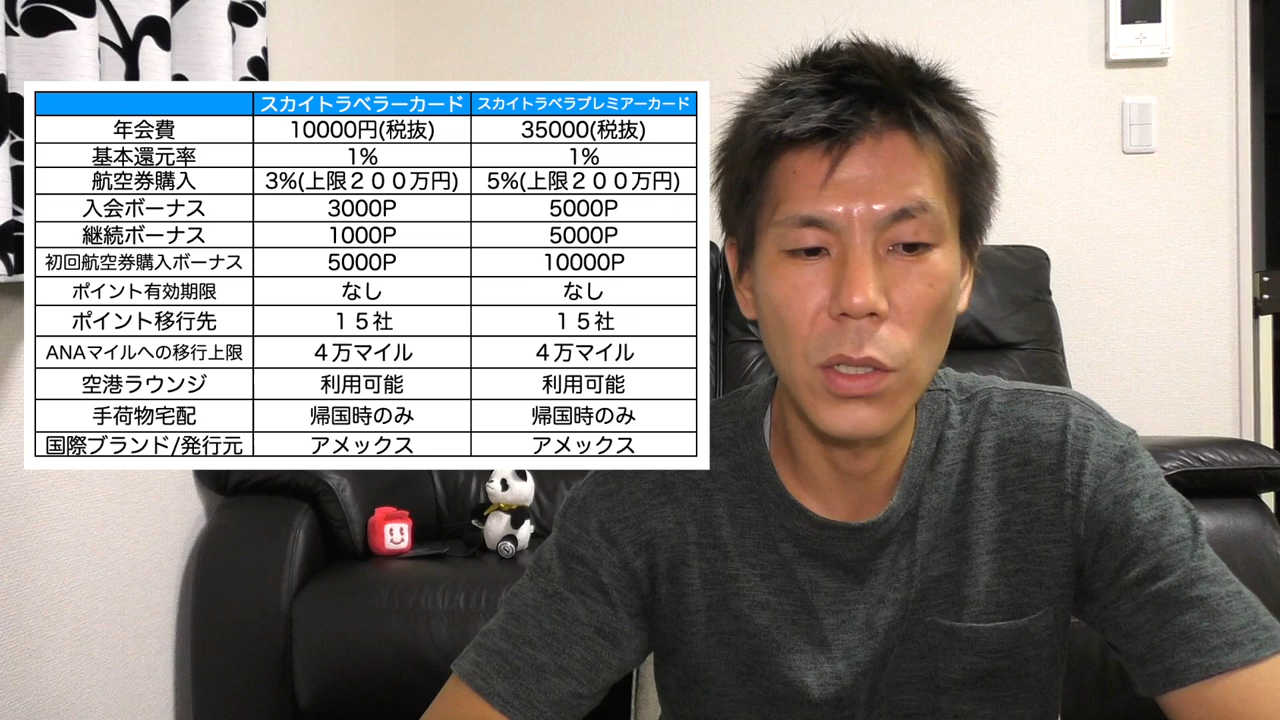 スカイトラベラーカード スカイトラベラプレミアーカード
年会費 10000円(税抜) 35000(税抜)
基本還元率 1% 1%
航空券購入 3%(上限２００万円) 5%(上限２００万円)
入会ボーナス 3000P 5000P
継続ボーナス 1000P 5000P
初回航空券購入ボーナス 5000P 10000P
ポイント有効期限 なし なし
ポイント移行先 １５社 １５社
ANAマイルへの移行上限 ４万マイル ４万マイル
空港ラウンジ 利用可能 利用可能
手荷物宅配 帰国時のみ 帰国時のみ
国際ブランド/発行元 アメックス アメックス